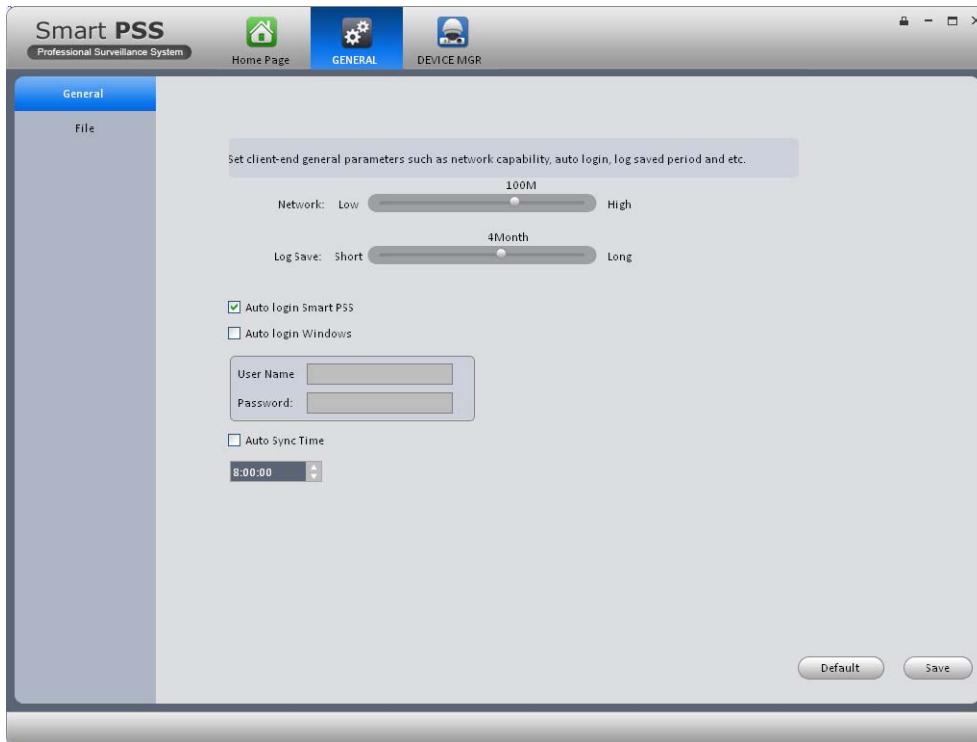 Smart PSS
Professional Surveillance System
Home Page
GENERAL
DEVICE MGR
General
File
Set client-end general parameters such as network capability, auto login, log saved period and etc.
100M
Network: Low High
4Month
Log Save: Short Long
Auto login Smart PSS
Auto login Windows
User Name
Password:
Auto Sync Time
8:00:00
Default Save